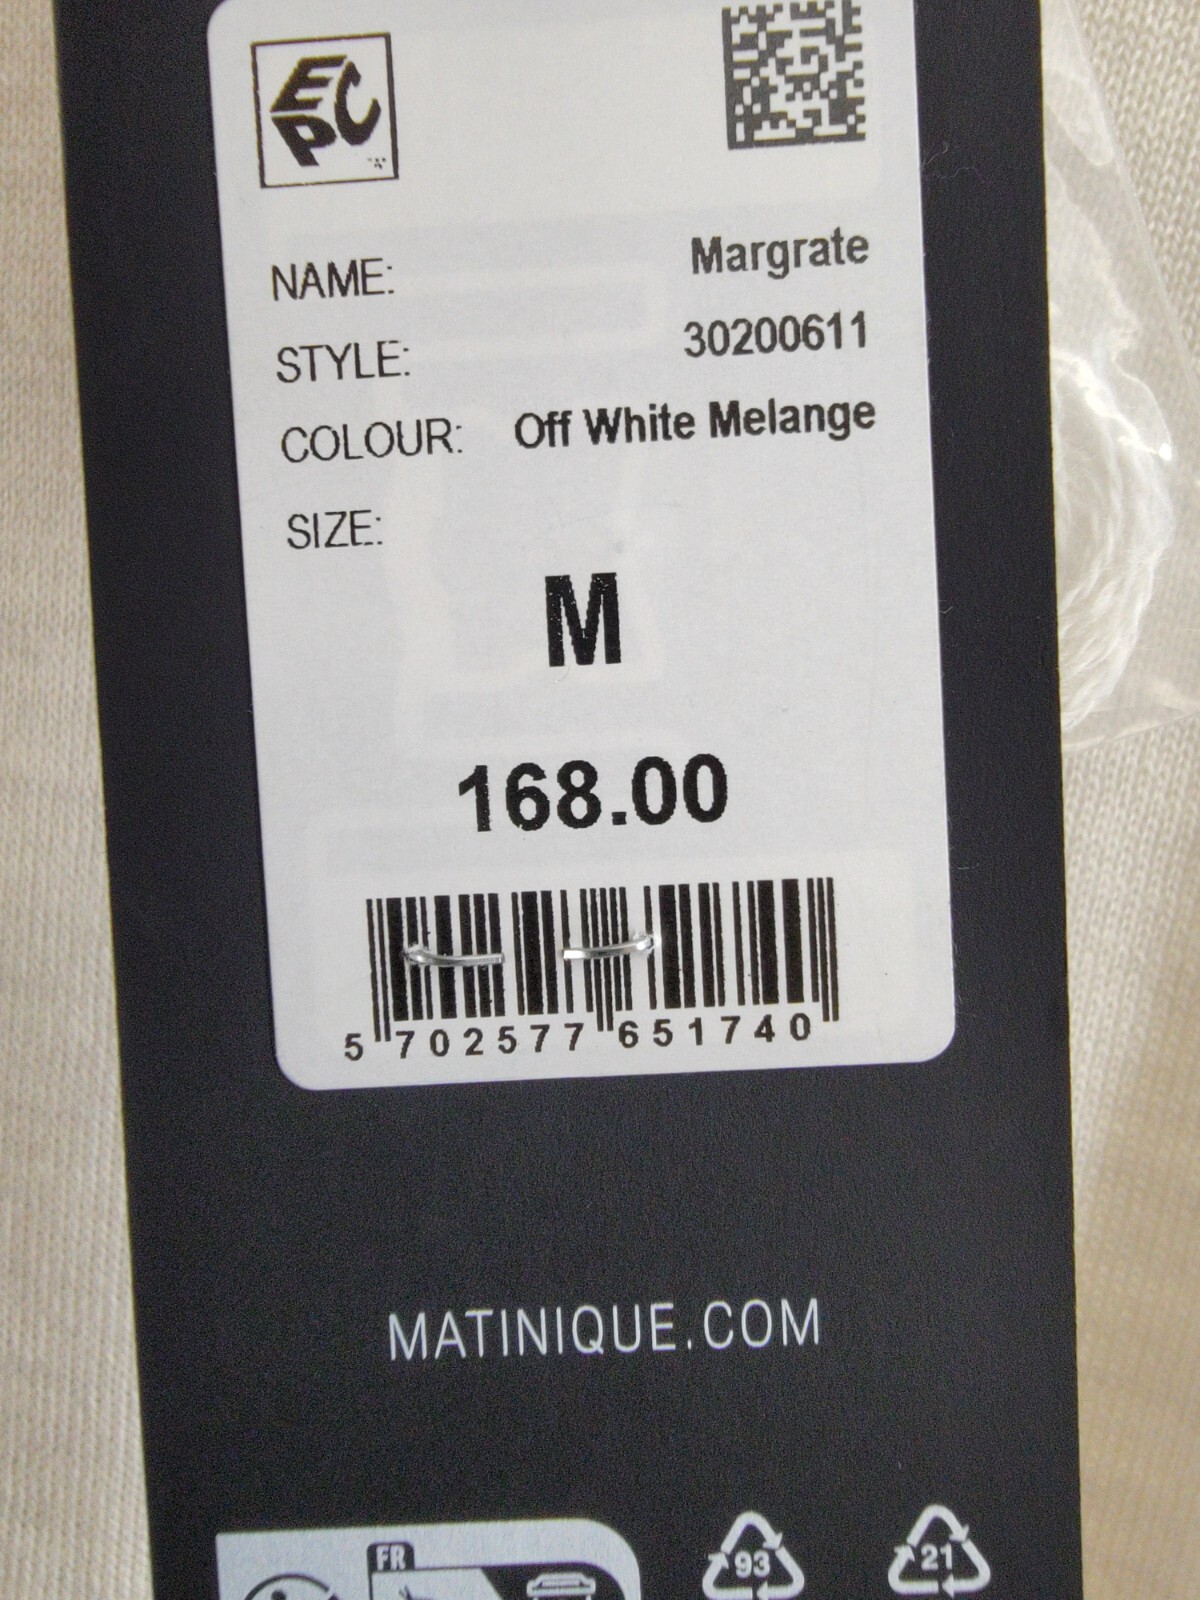 EPC
NAME: Margrate
STYLE: 30200611
COLOUR: Off White Melange
SIZE:
M
168.00
5 702577 651740
MATINIQUE.COM
FR
93
21